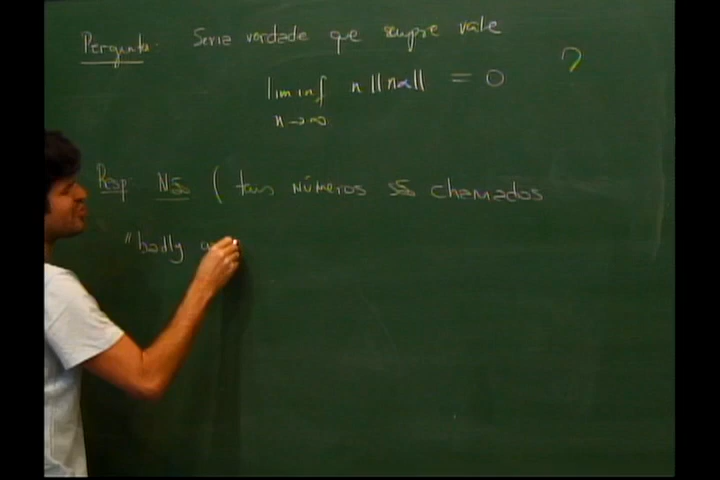 Pergunta: Seria verdade que sempre vale
lim inf n ||nα|| = 0 ?
n→∞
Resp: Não ( tais números são chamados
"badly